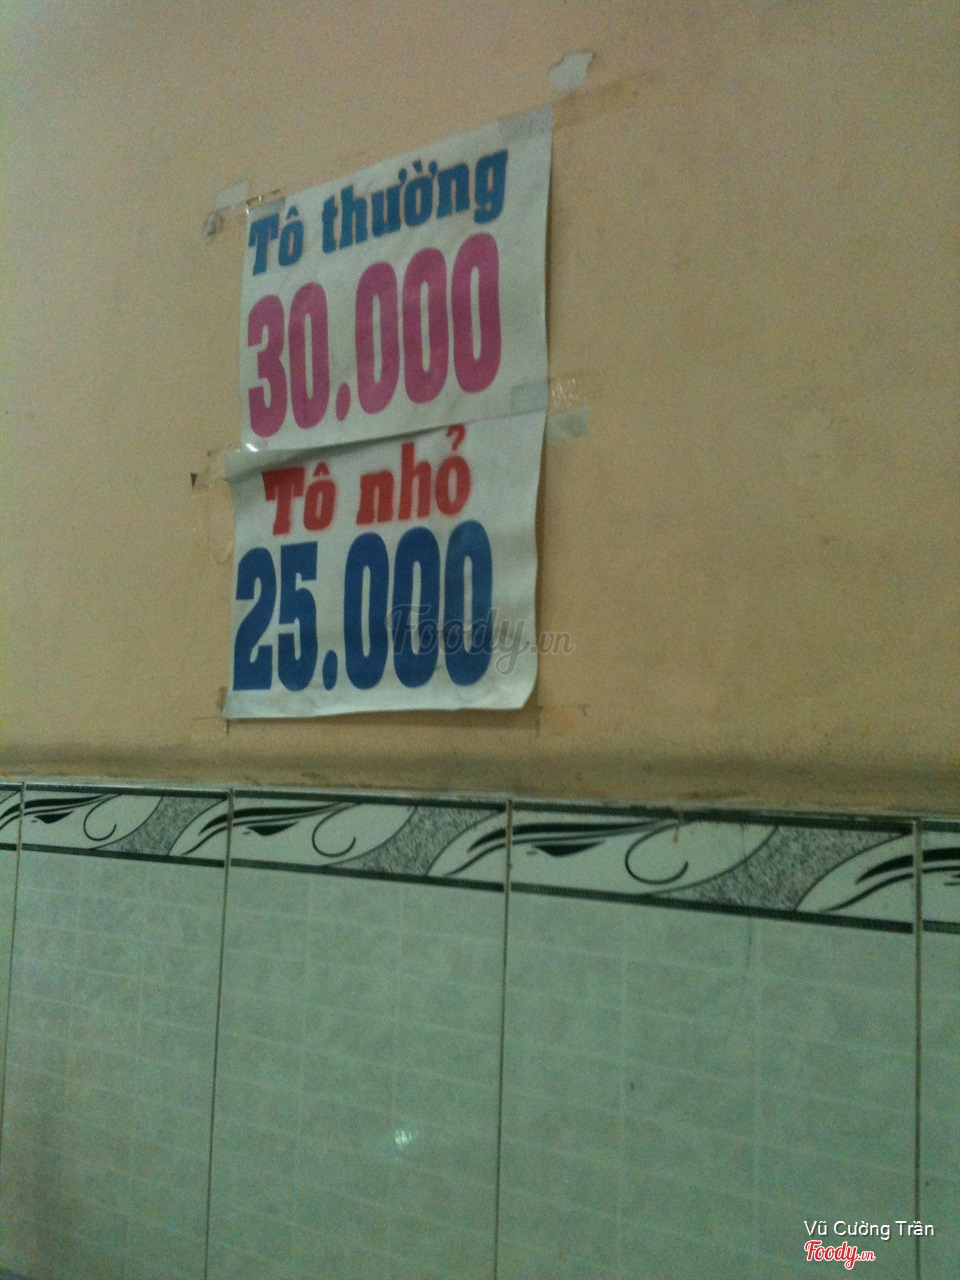 Tô thường
30.000
Tô nhỏ
25.000
Foody.vn
Vũ Cường Trần
Foody.vn